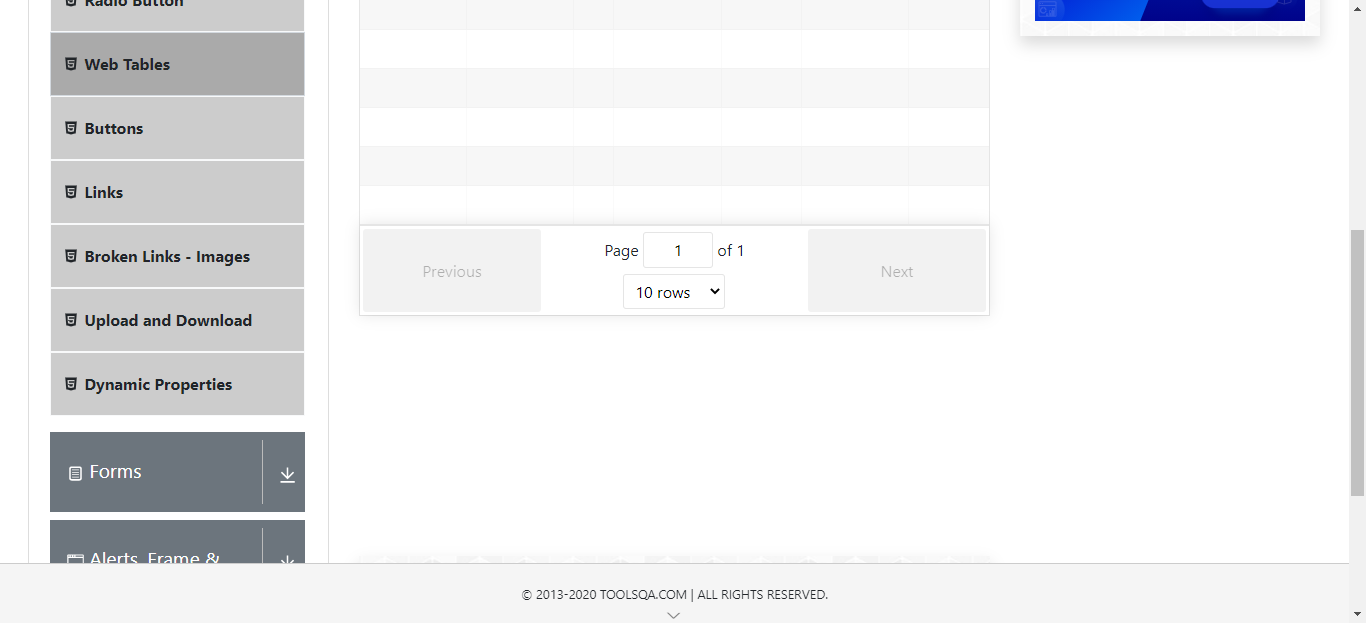 Radio Button
Web Tables
Buttons
Links
Broken Links - Images
Upload and Download
Dynamic Properties
Forms
Alerts, Frame &
Previous
Page 1 of 1
10 rows
Next
© 2013-2020 TOOLSQA.COM | ALL RIGHTS RESERVED.